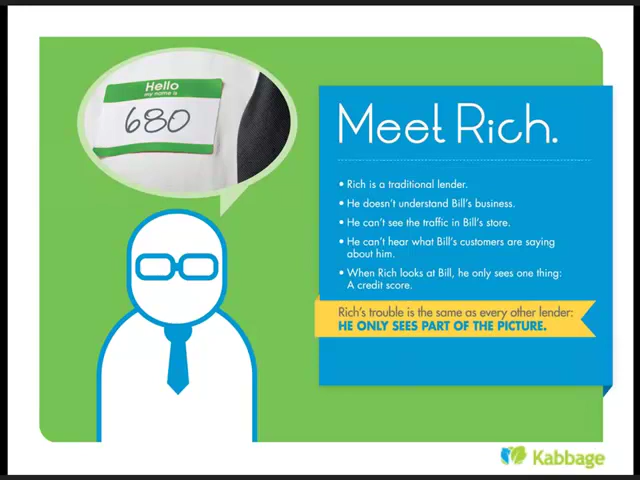 Hello
my name is
680
Meet Rich.
• Rich is a traditional lender.
• He doesn't understand Bill's business.
• He can't see the traffic in Bill's store.
• He can't hear what Bill's customers are saying
about him.
• When Rich looks at Bill, he only sees one thing:
A credit score.
Rich's trouble is the same as every other lender:
HE ONLY SEES PART OF THE PICTURE.
Kabbage